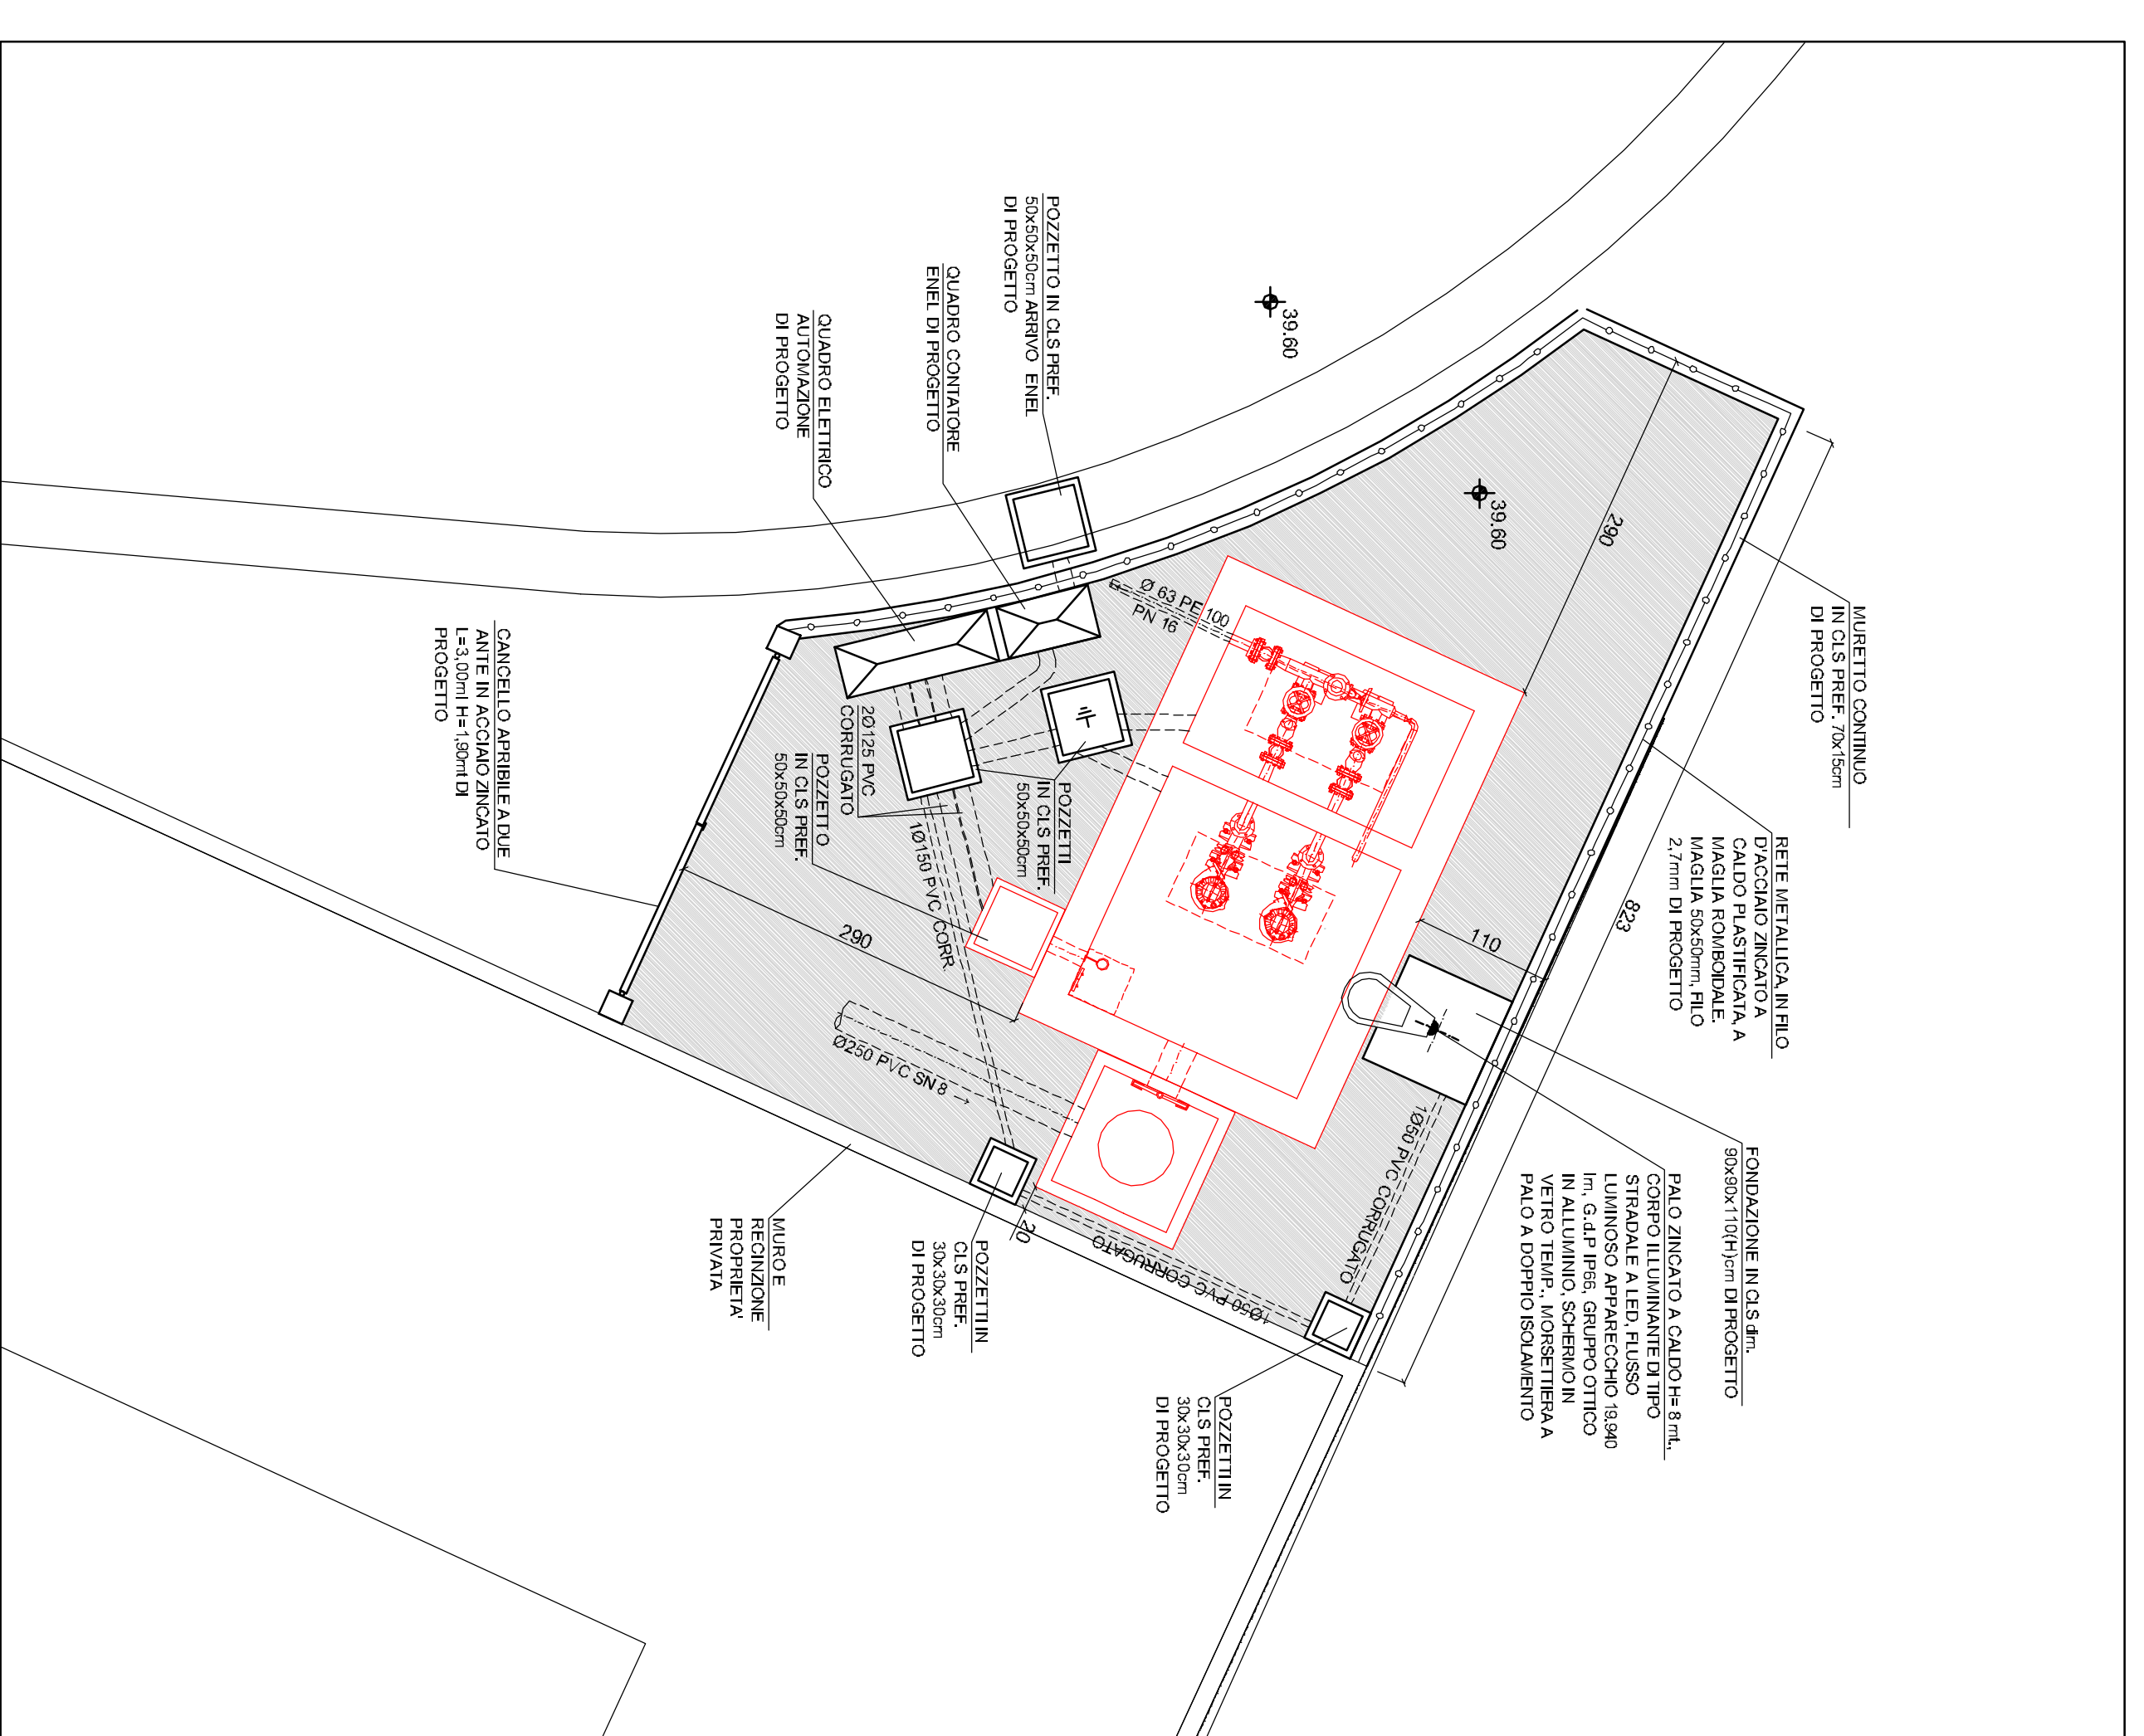 MURETTO CONTINUO
IN CLS PREF. 70x15cm
DI PROGETTO
RETE METALLICA, IN FILO
D'ACCIAIO ZINCATO A
CALDO PLASTIFICATA, A
MAGLIA ROMBOIDALE.
MAGLIA 50x50mm, FILO
2,7mm DI PROGETTO
FONDAZIONE IN CLS dim.
90x90x110(H)cm DI PROGETTO
PALO ZINCATO A CALDO H= 8 mt.,
CORPO ILLUMINANTE DI TIPO
STRADALE A LED, FLUSSO
LUMINOSO APPARECCHIO 19.940
lm, G.d.P IP66, GRUPPO OTTICO
IN ALLUMINIO, SCHERMO IN
VETRO TEMP., MORSETTIERA A
PALO A DOPPIO ISOLAMENTO
823
290
39.60
39.60
110
POZZETTO IN CLS PREF.
50x50x50cm ARRIVO ENEL
DI PROGETTO
QUADRO CONTATORE
ENEL DI PROGETTO
QUADRO ELETTRICO
AUTOMAZIONE
DI PROGETTO
Ø 63 PE 100
PN 16
POZZETTI
IN CLS PREF.
50x50x50cm
2Ø125 PVC
CORRUGATO
POZZETTO
IN CLS PREF.
50x50x50cm
1Ø150 PVC CORR.
290
Ø250 PVC SN 8 →
1Ø50 PVC CORRUGATO
1Ø50 PVC CORRUGATO
20
CANCELLO APRIBILE A DUE
ANTE IN ACCIAIO ZINCATO
L=3,00ml H=1,90mt DI
PROGETTO
POZZETTI IN
CLS PREF.
30x30x30cm
DI PROGETTO
POZZETTI IN
CLS PREF.
30x30x30cm
DI PROGETTO
MURO E
RECINZIONE
PROPRIETA'
PRIVATA